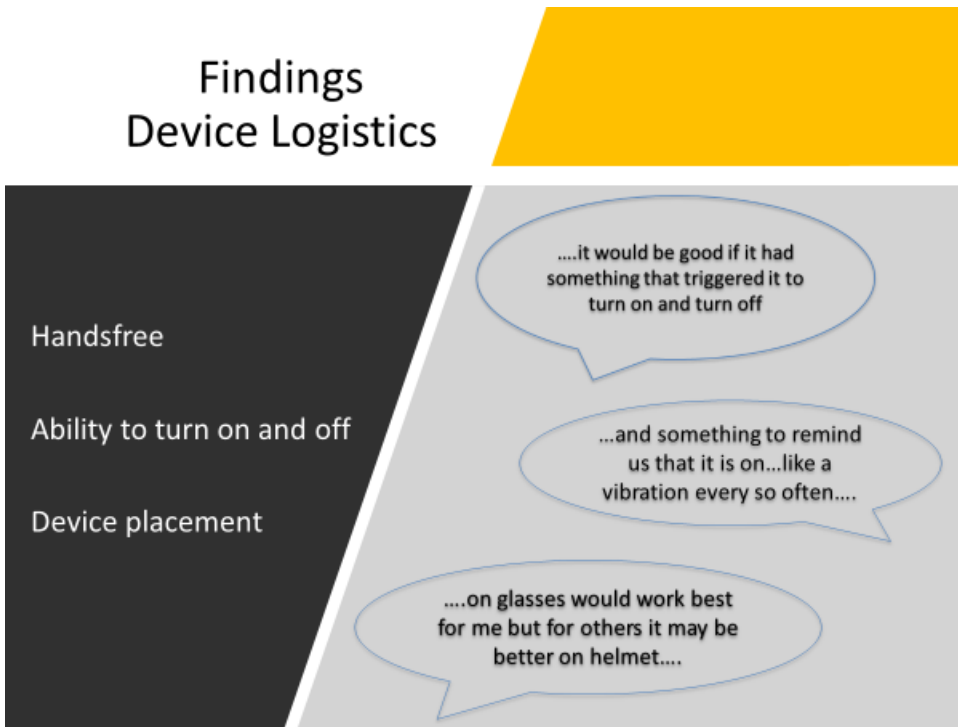 Findings
Device Logistics
Handsfree
Ability to turn on and off
Device placement
....it would be good if it had
something that triggered it to
turn on and turn off
...and something to remind
us that it is on...like a
vibration every so often....
....on glasses would work best
for me but for others it may be
better on helmet....